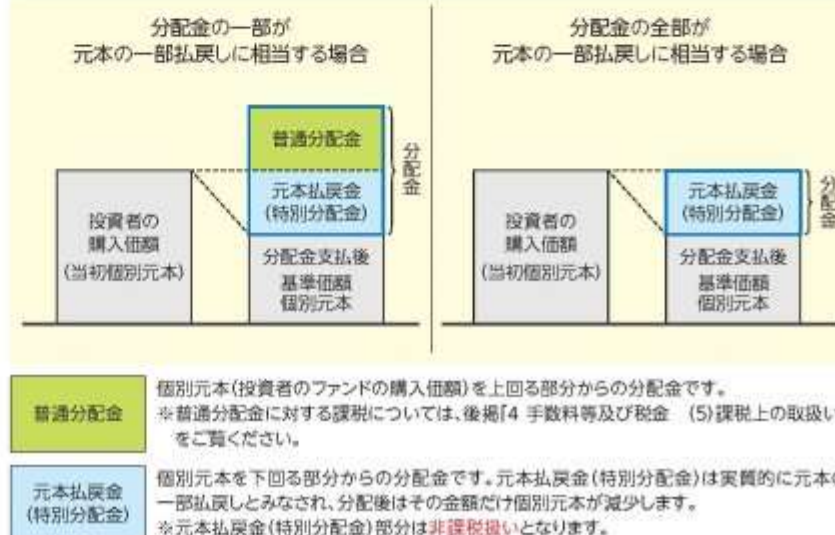 分配金の一部が
元本の一部払戻しに相当する場合
普通分配金
元本払戻金
(特別分配金)
分配金
投資者の
購入価額
(当初個別元本)
分配金支払後
基準価額
個別元本
分配金の全部が
元本の一部払戻しに相当する場合
元本払戻金
(特別分配金)
分配金
投資者の
購入価額
(当初個別元本)
分配金支払後
基準価額
個別元本
普通分配金
個別元本(投資者のファンドの購入価額)を上回る部分からの分配金です。
※普通分配金に対する課税については、後掲「4 手数料等及び税金 (5)課税上の取扱い
をご覧ください。
元本払戻金
(特別分配金)
個別元本を下回る部分からの分配金です。元本払戻金(特別分配金)は実質的に元本の
一部払戻しとみなされ、分配後はその金額だけ個別元本が減少します。
※元本払戻金(特別分配金)部分は非課税扱いとなります。